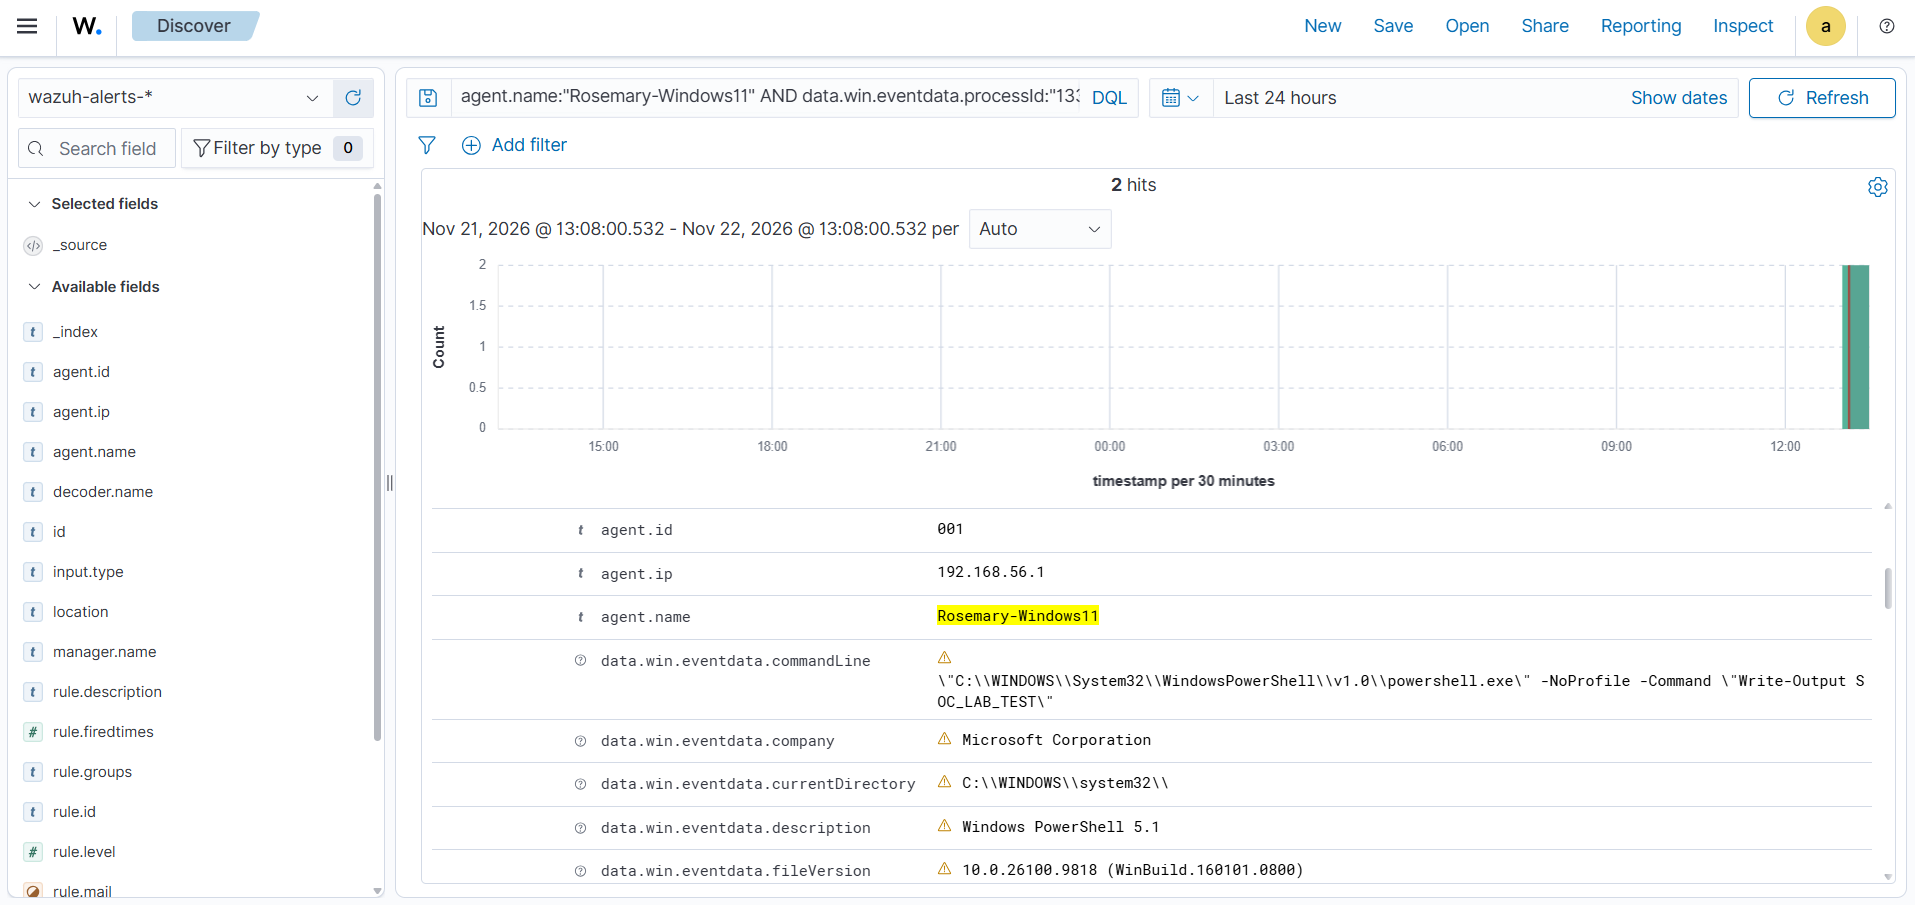 W.
Discover
New Save Open Share Reporting Inspect a
wazuh-alerts-*
agent.name:"Rosemary-Windows11" AND data.win.eventdata.processId:"133 DQL
Last 24 hours
Show dates
Refresh
Search field
Filter by type 0
Add filter
Selected fields
_source
Available fields
t _index
t agent.id
t agent.ip
t agent.name
t decoder.name
t id
t input.type
t location
t manager.name
t rule.description
# rule.firedtimes
t rule.groups
t rule.id
# rule.level
rule.mail
2 hits
Nov 21, 2026 @ 13:08:00.532 - Nov 22, 2026 @ 13:08:00.532 per Auto
2
1.5
1
0.5
0
Count
15:00 18:00 21:00 00:00 03:00 06:00 09:00 12:00
timestamp per 30 minutes
t agent.id 001
t agent.ip 192.168.56.1
t agent.name Rosemary-Windows11
data.win.eventdata.commandLine
\"C:\\WINDOWS\\System32\\WindowsPowerShell\\v1.0\\powershell.exe\" -NoProfile -Command \"Write-Output S
OC_LAB_TEST\"
data.win.eventdata.company Microsoft Corporation
data.win.eventdata.currentDirectory C:\\WINDOWS\\system32\\
data.win.eventdata.description Windows PowerShell 5.1
data.win.eventdata.fileVersion 10.0.26100.9818 (WinBuild.160101.0800)